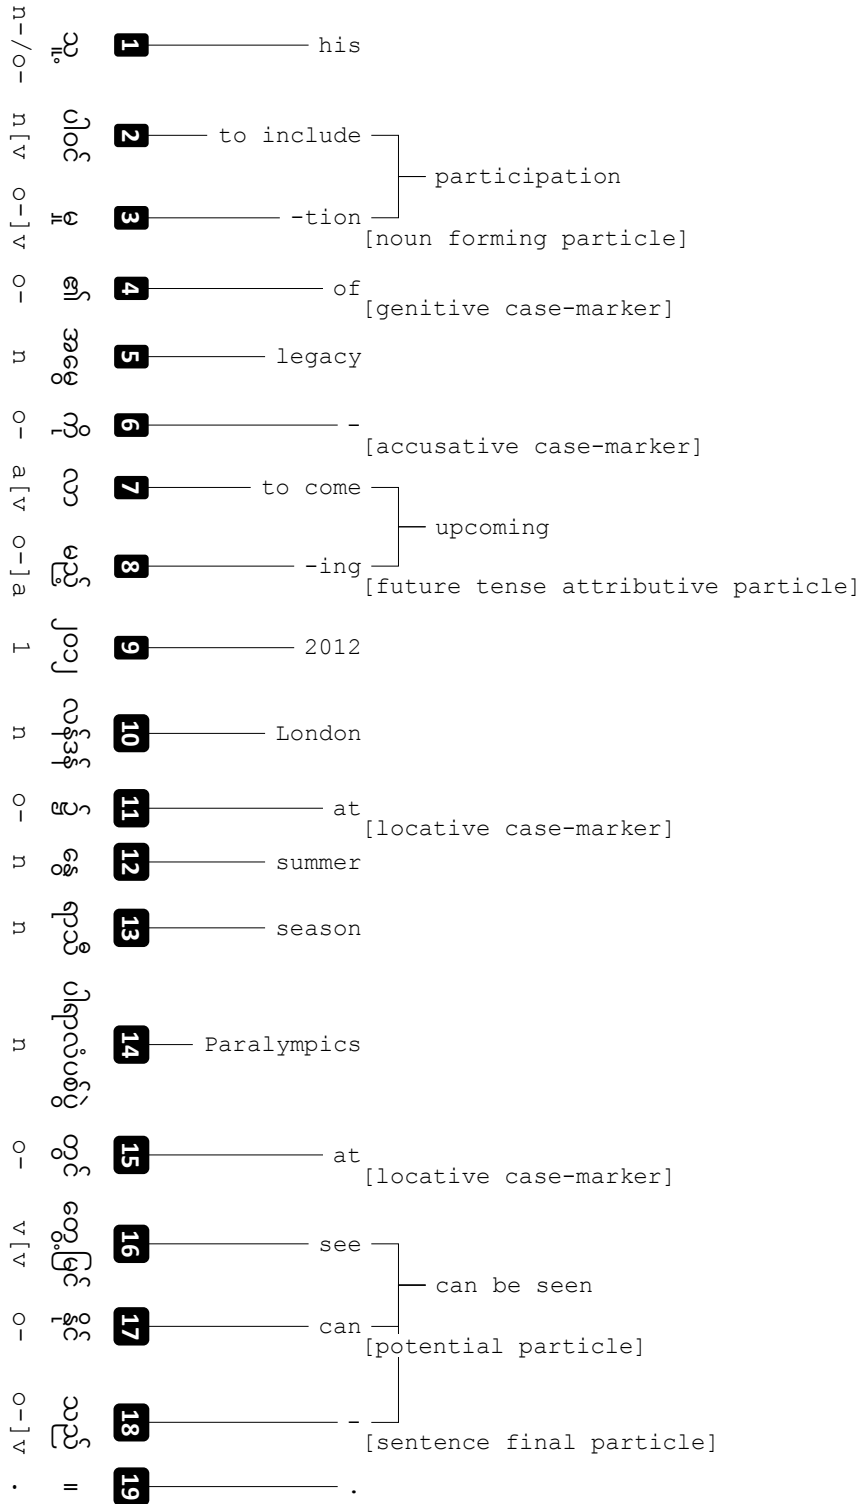 n-/o- သူ့ 1 his
n[v ပါဝင် 2 to include
participation
o-]v မှု 3 -tion
[noun forming particle]
o- ၏ 4 of
[genitive case-marker]
n အမွေ 5 legacy
o- ကို 6 -
[accusative case-marker]
a[v လာ 7 to come
upcoming
o-]a မည့် 8 -ing
[future tense attributive particle]
1 ၂၀၁၂ 9 2012
n လန်ဒန် 10 London
o- ၌ 11 at
[locative case-marker]
n နွေ 12 summer
n ရာသီ 13 season
n ပါရာလံပစ်ပွဲ 14 Paralympics
o- တွင် 15 at
[locative case-marker]
v[v တွေ့မြင် 16 see
can be seen
o- နိုင် 17 can
[potential particle]
o-]v သည် 18 -
[sentence final particle]
. ။ 19 .